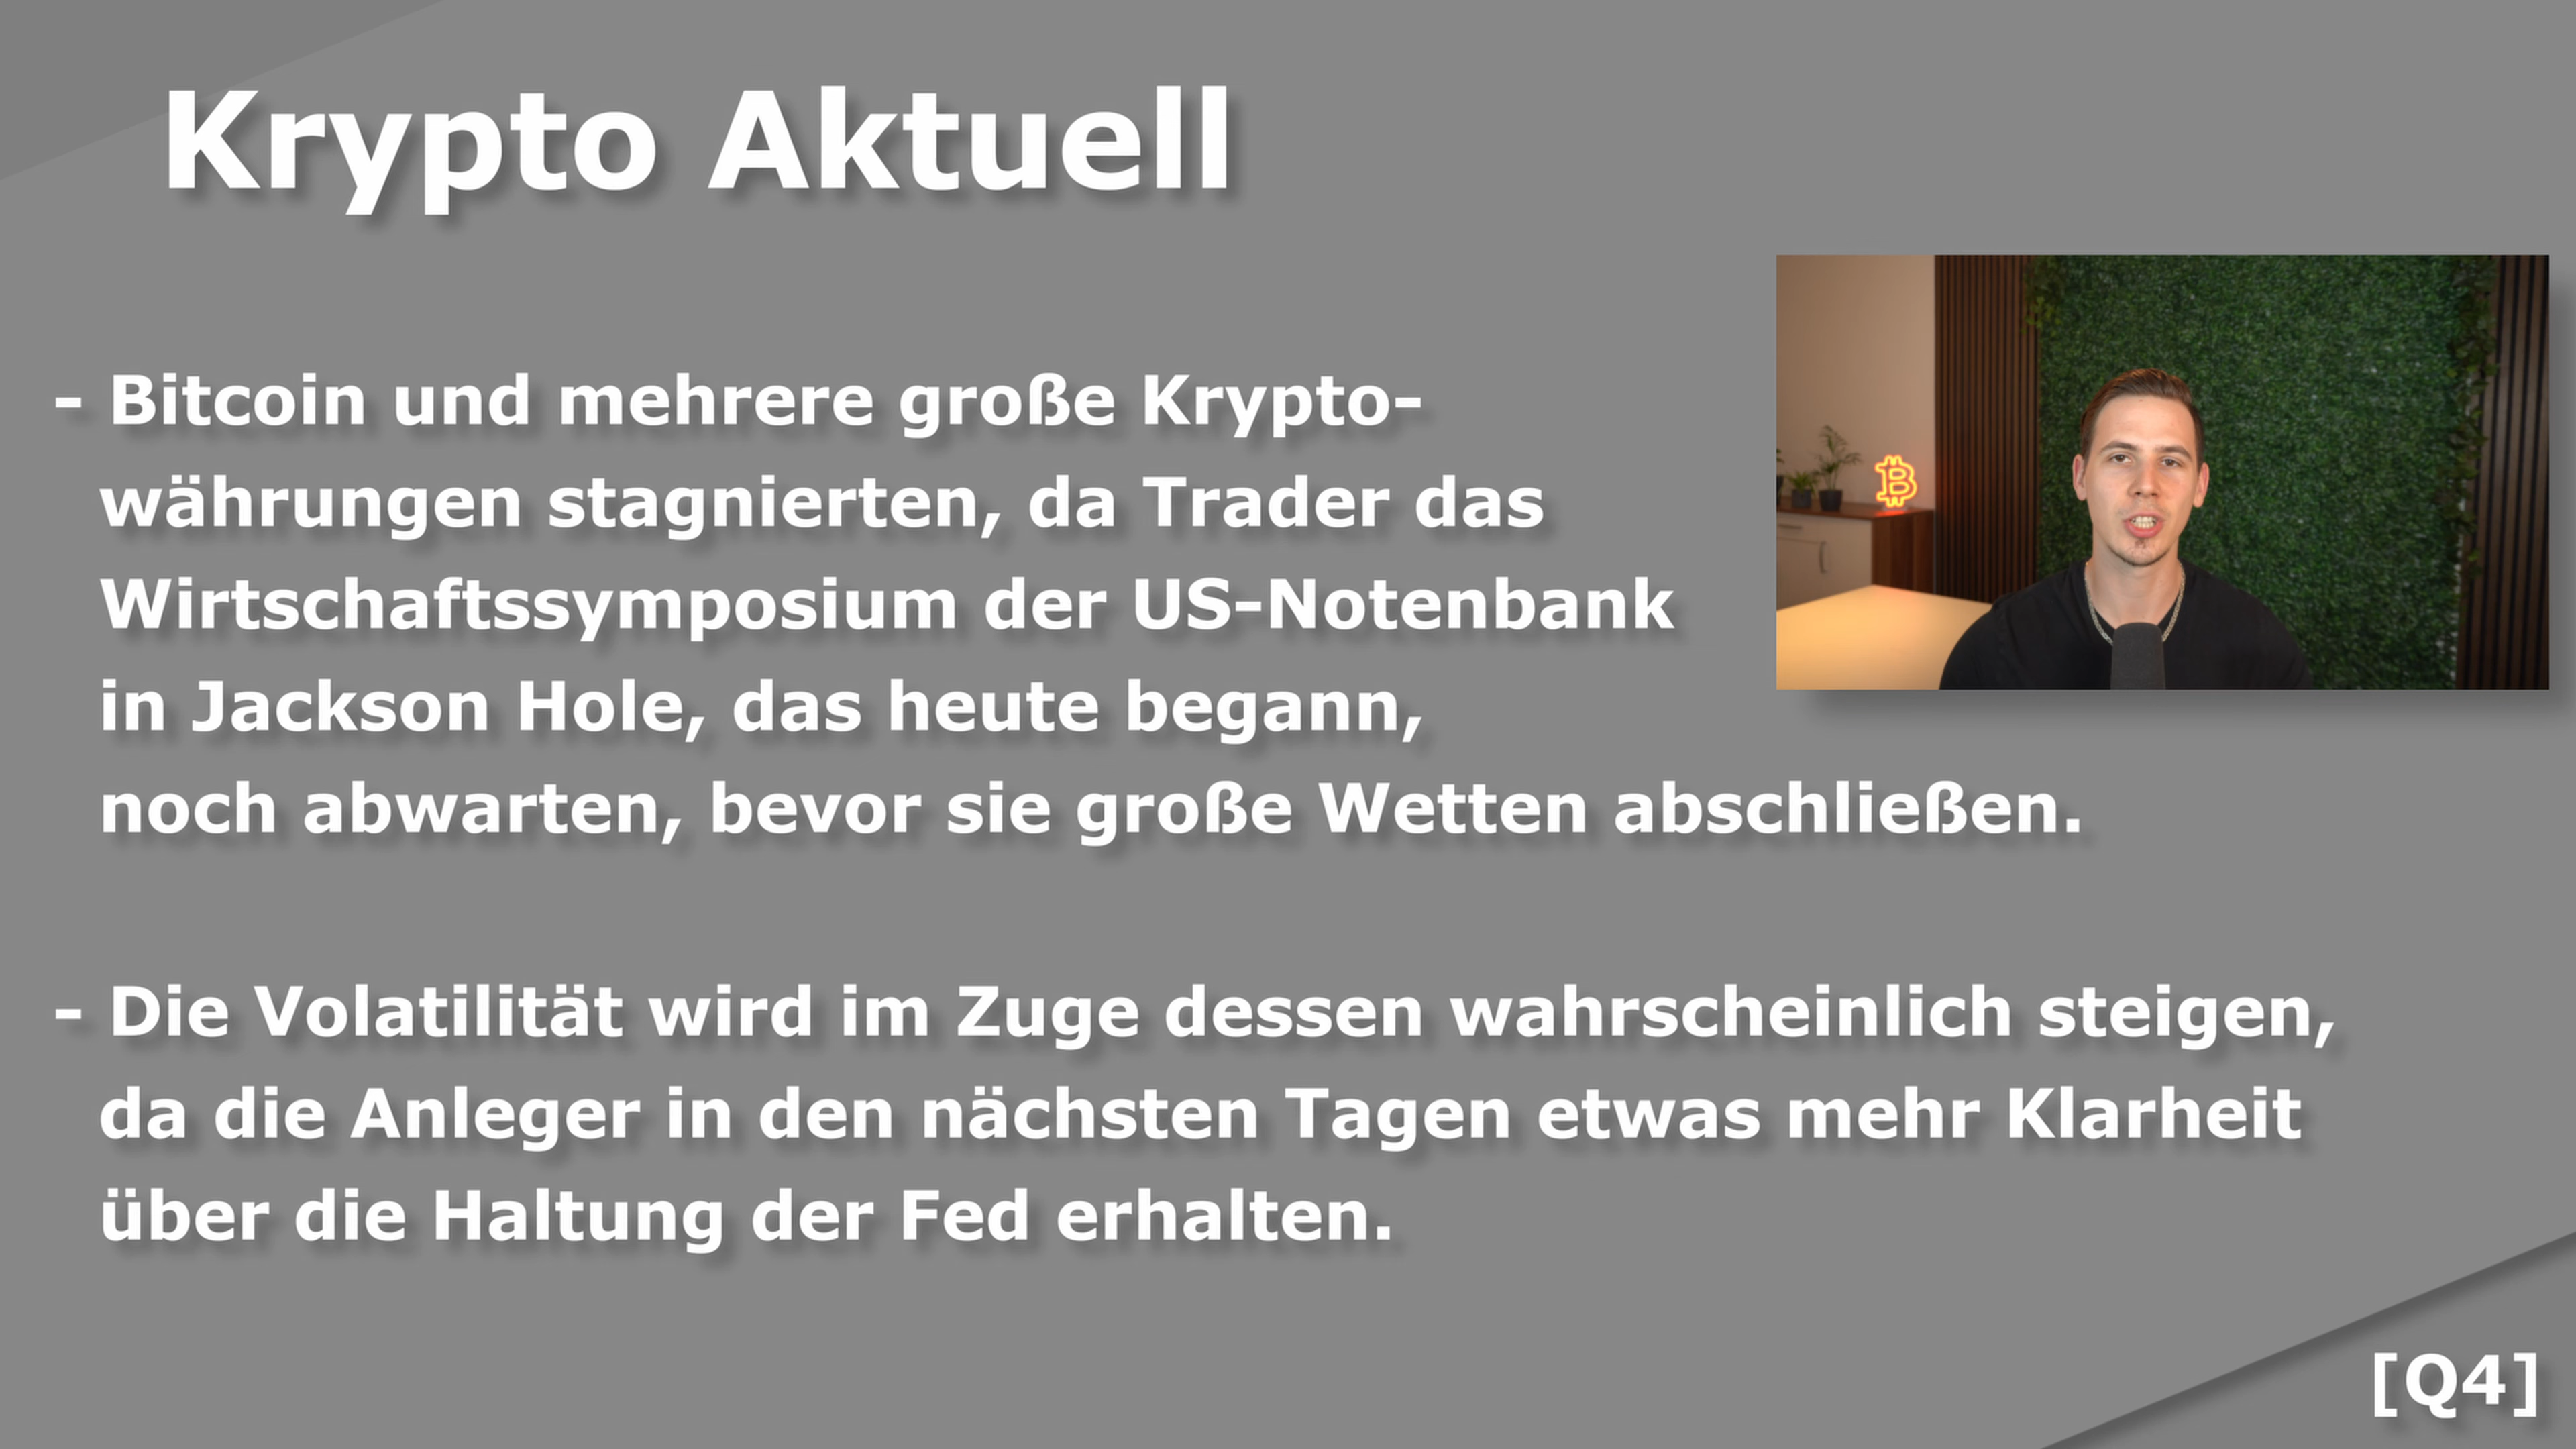 Krypto Aktuell
- Bitcoin und mehrere große Krypto-
währungen stagnierten, da Trader das
Wirtschaftssymposium der US-Notenbank
in Jackson Hole, das heute begann,
noch abwarten, bevor sie große Wetten abschließen.
- Die Volatilität wird im Zuge dessen wahrscheinlich steigen,
da die Anleger in den nächsten Tagen etwas mehr Klarheit
über die Haltung der Fed erhalten.
[Q4]